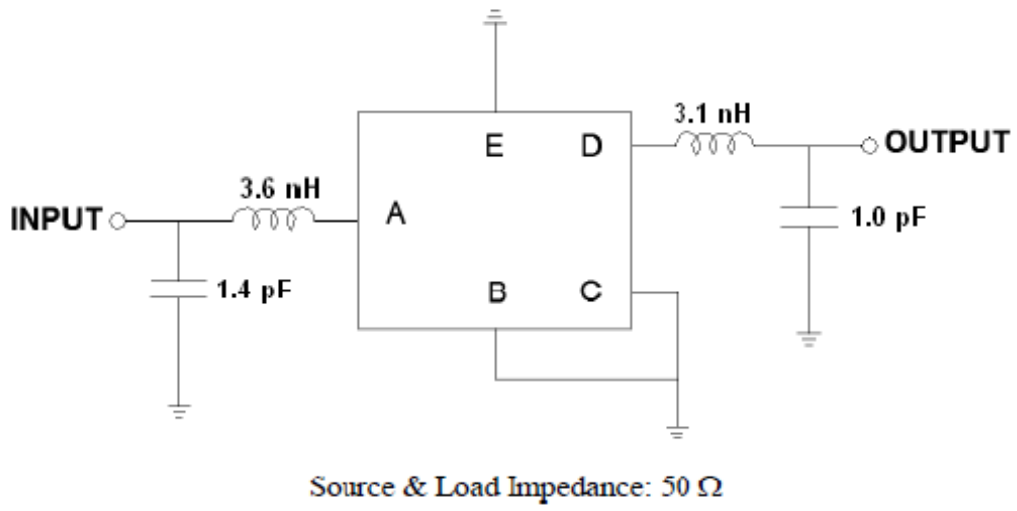 E
D
3.1 nH
OUTPUT
3.6 nH
INPUT
A
1.0 pF
1.4 pF
B
C
Source & Load Impedance: 50 Ω